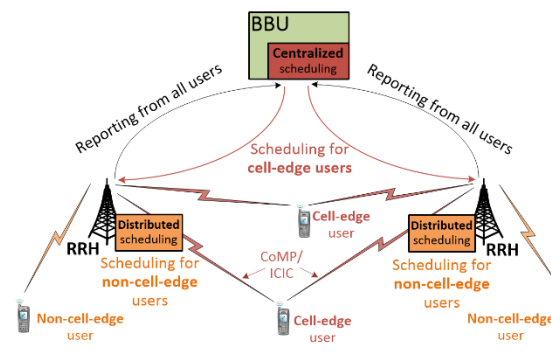 BBU
Centralized
scheduling
Reporting from all users
Reporting from all users
Scheduling for
cell-edge users
Distributed
scheduling
RRH
Cell-edge
user
Distributed
scheduling
RRH
Scheduling for
non-cell-edge
users
CoMP/
ICIC
Scheduling for
non-cell-edge
users
Non-cell-edge
user
Cell-edge
user
Non-cell-edge
user